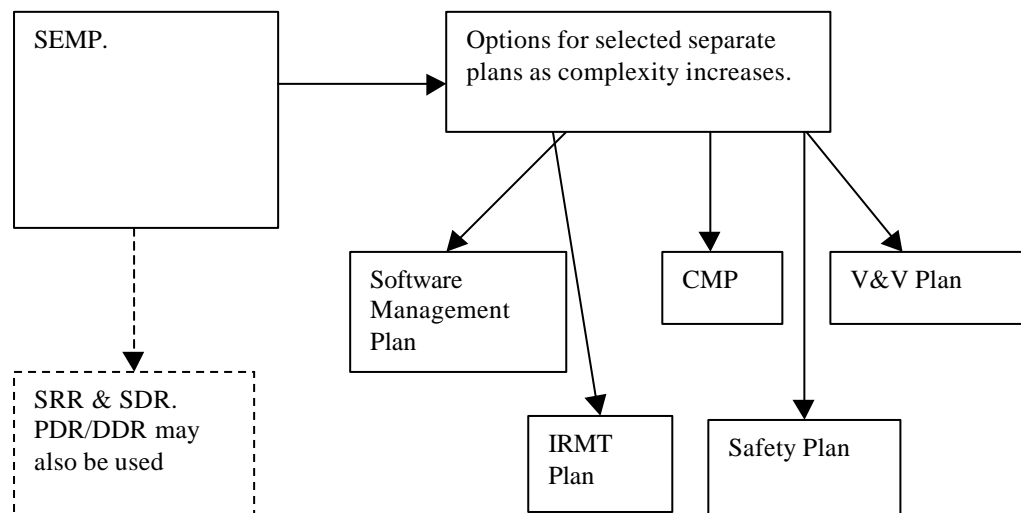 SEMP.
Options for selected separate
plans as complexity increases.
Software
Management
Plan
CMP
V&V Plan
SRR & SDR.
PDR/DDR may
also be used
IRMT
Plan
Safety Plan